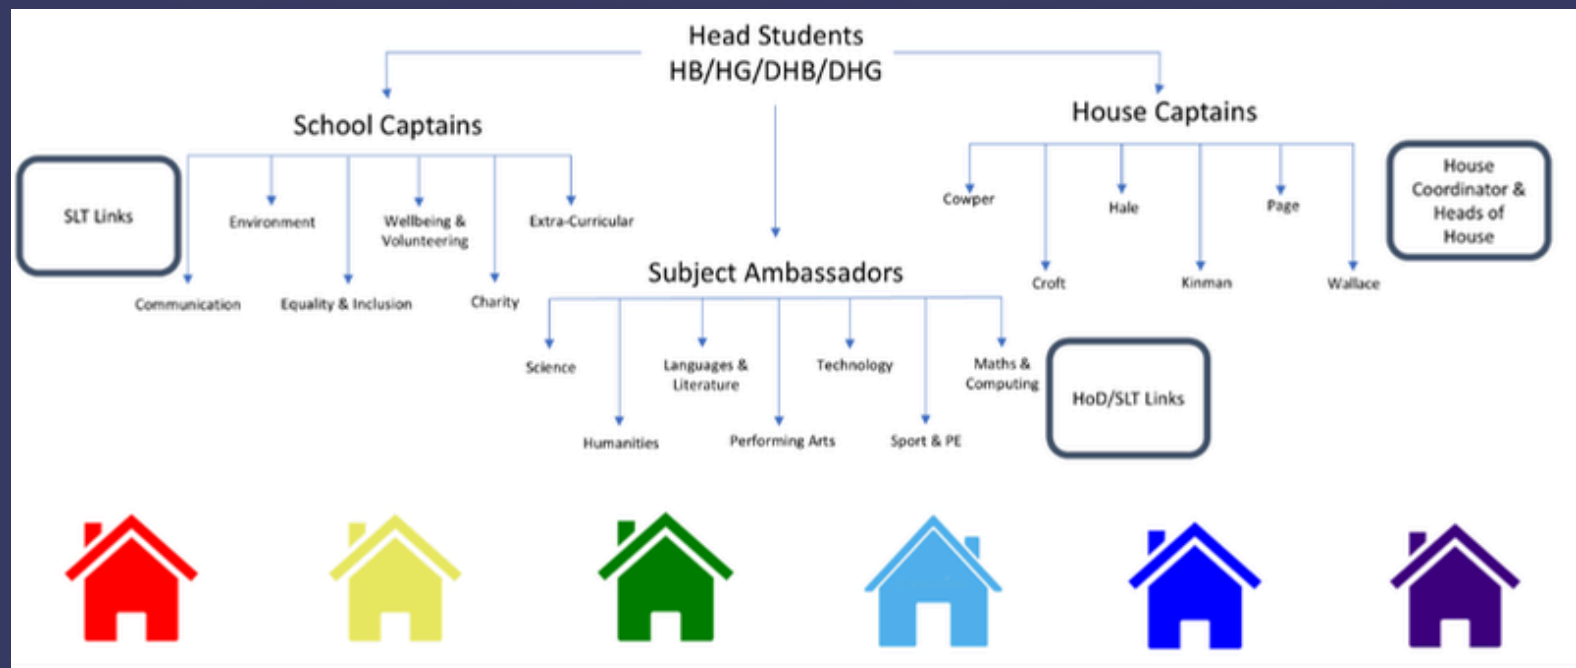 Head Students
HB/HG/DHB/DHG
School Captains
House Captains
SLT Links
Communication
Environment
Equality & Inclusion
Wellbeing &
Volunteering
Charity
Extra-Curricular
Cowper
Croft
Hale
Kinman
Page
Wallace
House
Coordinator &
Heads of
House
Subject Ambassadors
Science
Humanities
Languages &
Literature
Performing Arts
Technology
Sport & PE
Maths &
Computing
HoD/SLT Links